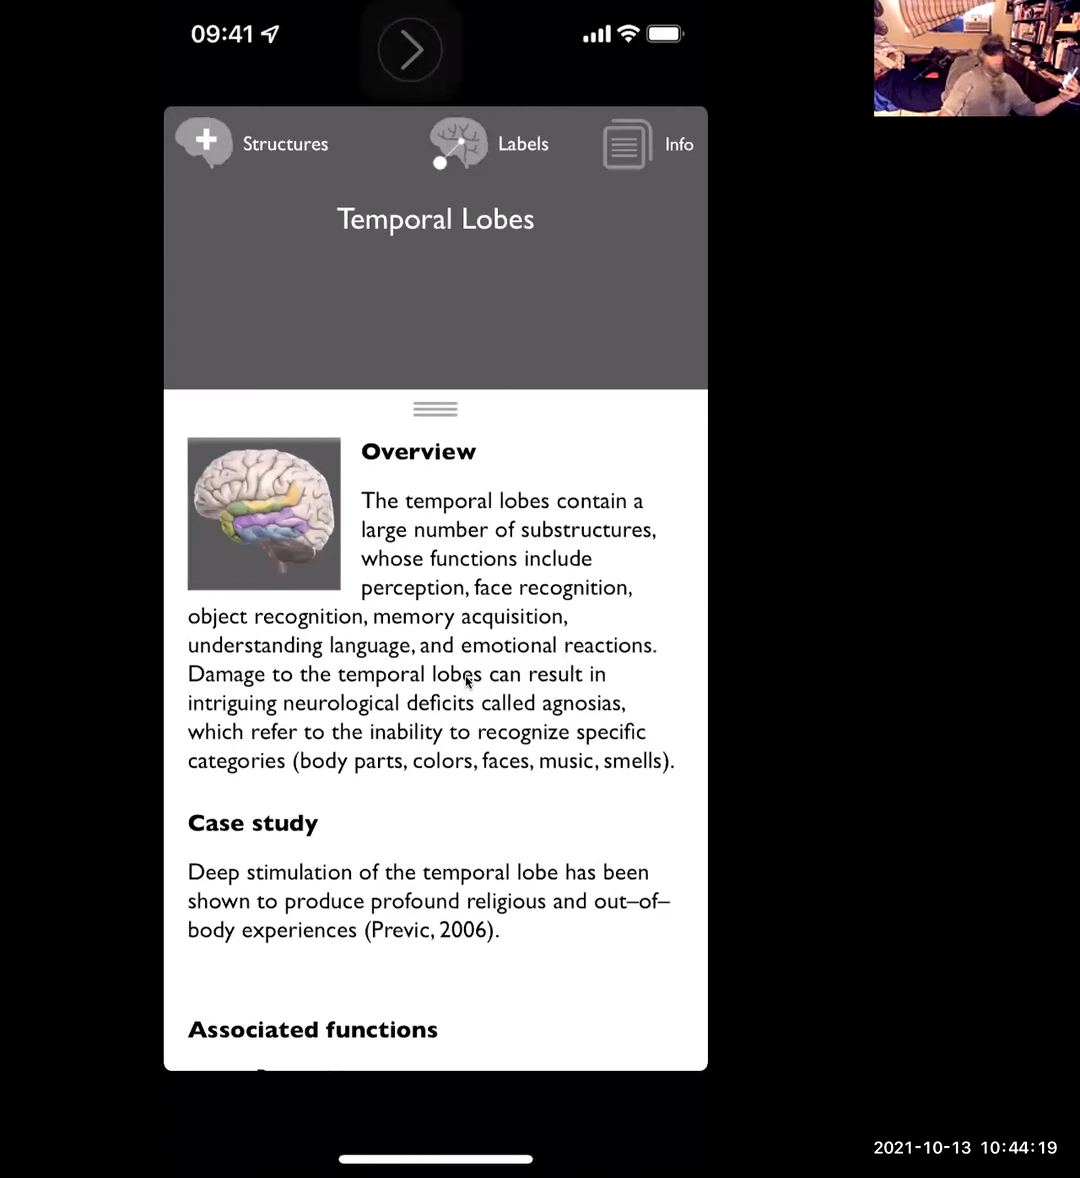 09:41
Structures
Labels
Info
Temporal Lobes
Overview
The temporal lobes contain a
large number of substructures,
whose functions include
perception, face recognition,
object recognition, memory acquisition,
understanding language, and emotional reactions.
Damage to the temporal lobes can result in
intriguing neurological deficits called agnosias,
which refer to the inability to recognize specific
categories (body parts, colors, faces, music, smells).
Case study
Deep stimulation of the temporal lobe has been
shown to produce profound religious and out–of–
body experiences (Previc, 2006).
Associated functions
2021-10-13 10:44:19